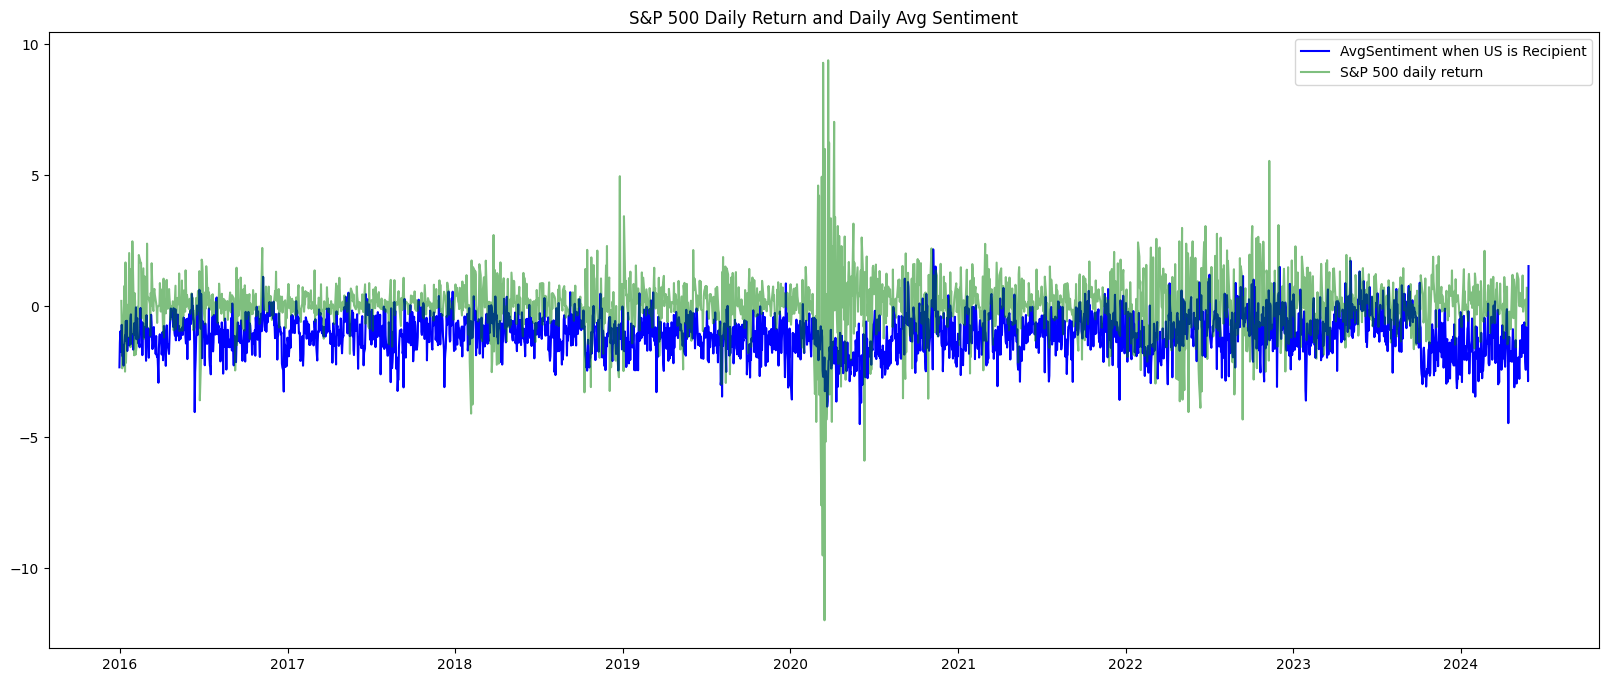 S&P 500 Daily Return and Daily Avg Sentiment
AvgSentiment when US is Recipient
S&P 500 daily return
10
5
0
−5
−10
2016 2017 2018 2019 2020 2021 2022 2023 2024